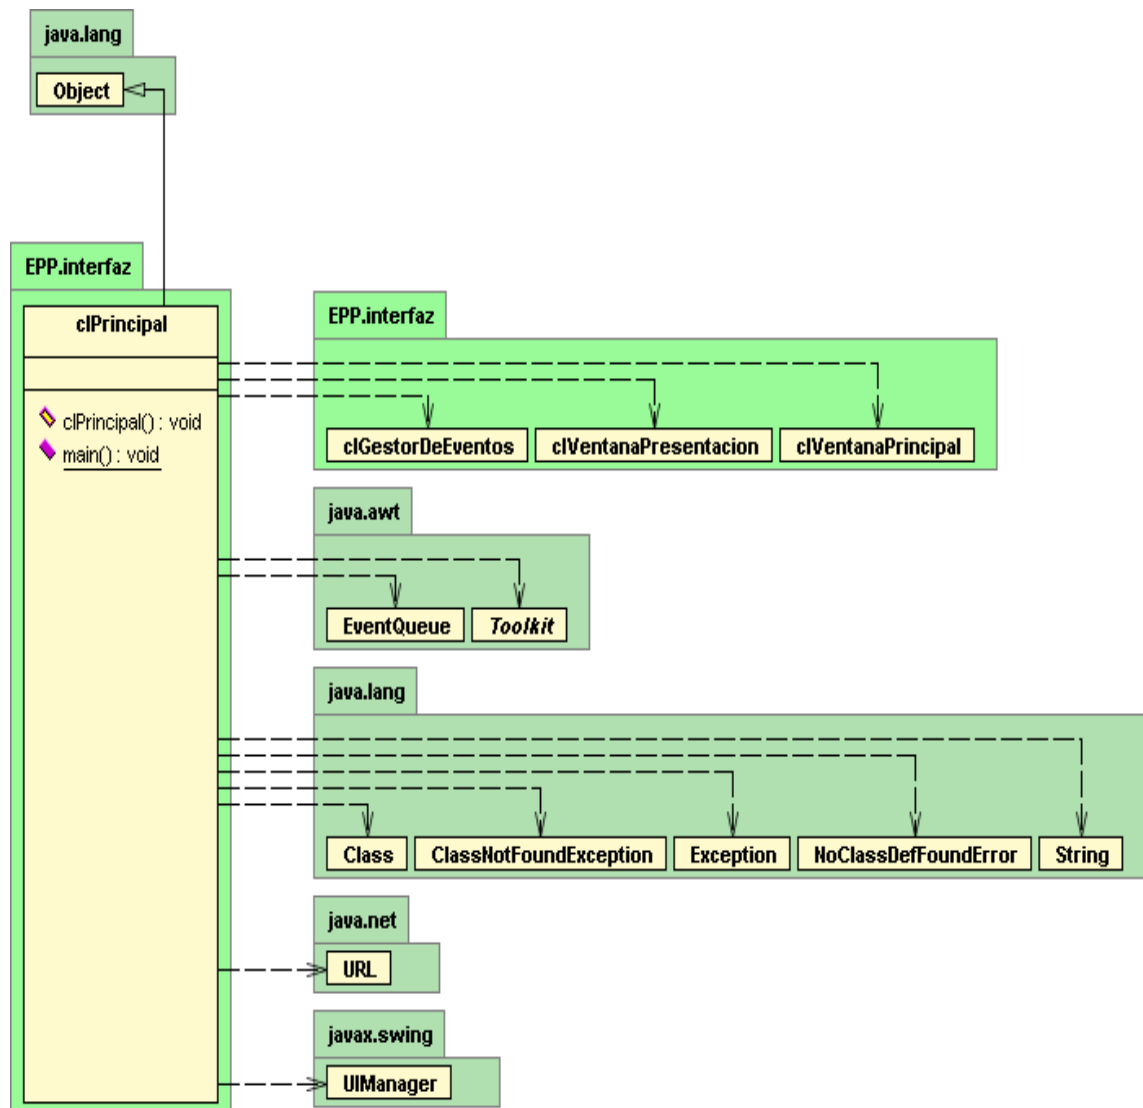 java.lang
Object
EPP.interfaz
clPrincipal
clPrincipal() : void
main() : void
EPP.interfaz
clGestorDeEventos clVentanaPresentacion clVentanaPrincipal
java.awt
EventQueue Toolkit
java.lang
Class ClassNotFoundException Exception NoClassDefFoundError String
java.net
URL
javax.swing
UIManager